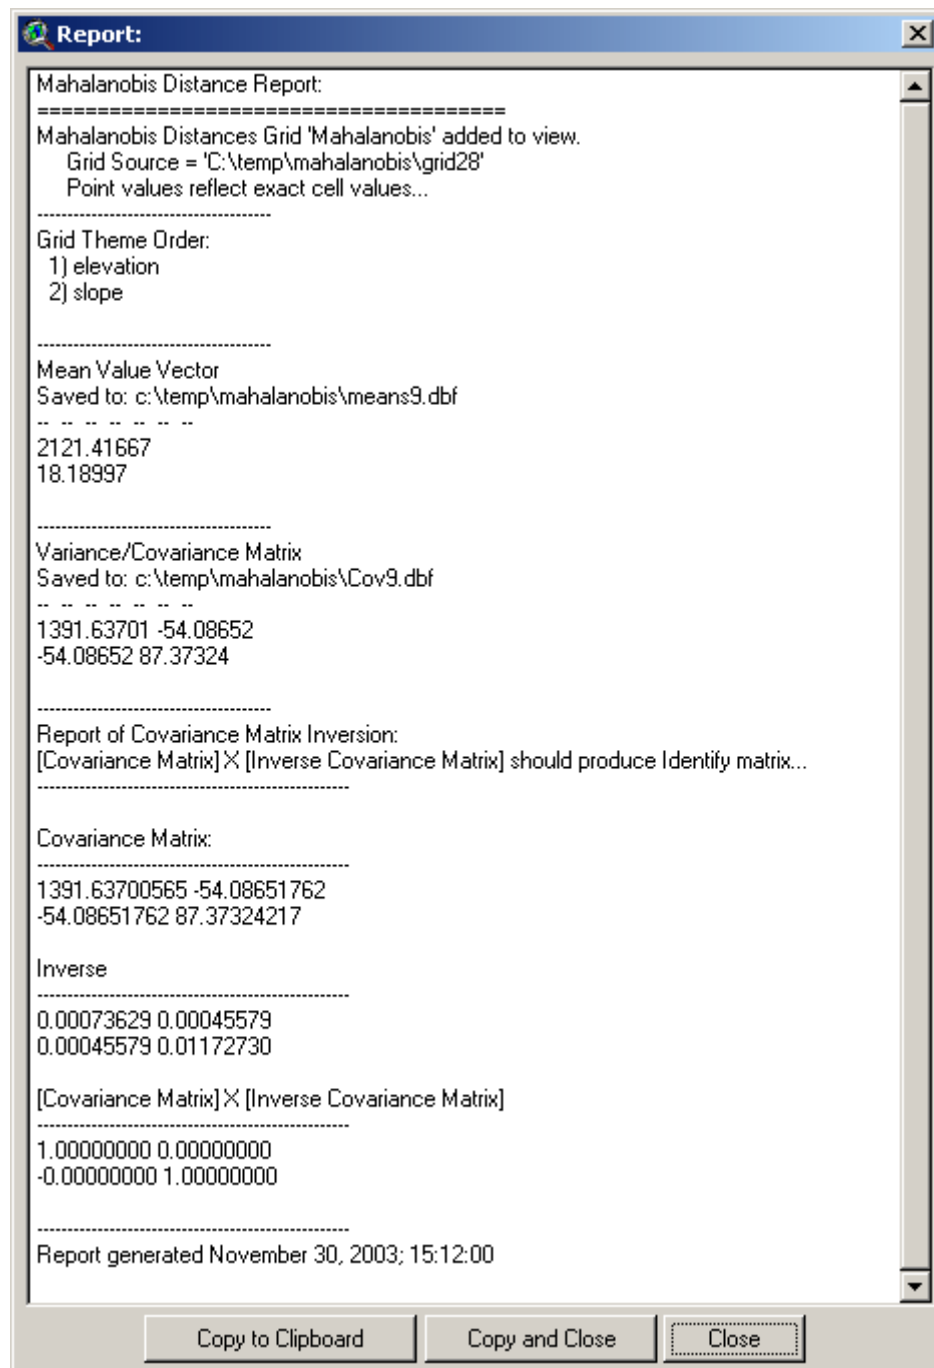 Report:
Mahalanobis Distance Report:
=======================================
Mahalanobis Distances Grid 'Mahalanobis' added to view.
Grid Source = 'C:\temp\mahalanobis\grid28'
Point values reflect exact cell values...
---------------------------------------
Grid Theme Order:
1) elevation
2) slope
---------------------------------------
Mean Value Vector
Saved to: c:\temp\mahalanobis\means9.dbf
-- -- -- -- -- -- --
2121.41667
18.18997
---------------------------------------
Variance/Covariance Matrix
Saved to: c:\temp\mahalanobis\Cov9.dbf
-- -- -- -- -- -- --
1391.63701 -54.08652
-54.08652 87.37324
---------------------------------------
Report of Covariance Matrix Inversion:
[Covariance Matrix] X [Inverse Covariance Matrix] should produce Identify matrix...
----------------------------------------------------
Covariance Matrix:
----------------------------------------------------
1391.63700565 -54.08651762
-54.08651762 87.37324217
Inverse
----------------------------------------------------
0.00073629 0.00045579
0.00045579 0.01172730
[Covariance Matrix] X [Inverse Covariance Matrix]
----------------------------------------------------
1.00000000 0.00000000
-0.00000000 1.00000000
----------------------------------------------------
Report generated November 30, 2003; 15:12:00
Copy to Clipboard Copy and Close Close